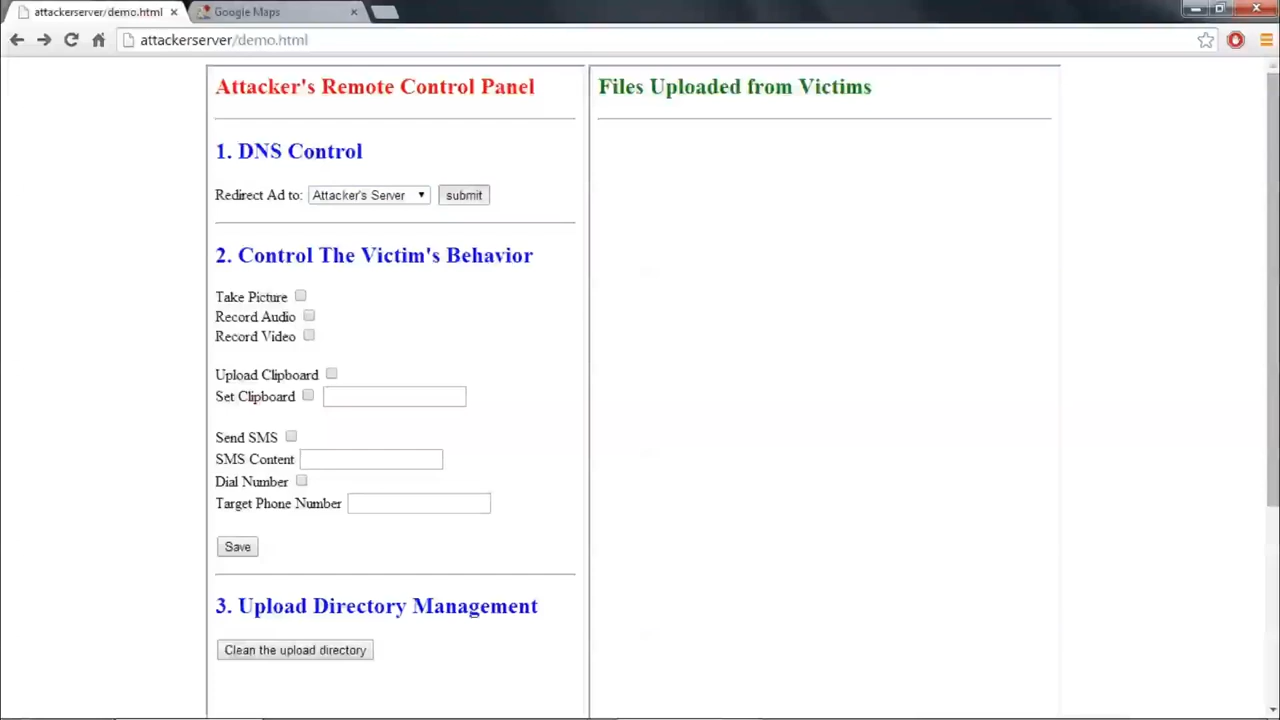 attackerserver/demo.html
Google Maps
attackerserver/demo.html
Attacker's Remote Control Panel
1. DNS Control
Redirect Ad to: Attacker's Server submit
2. Control The Victim's Behavior
Take Picture
Record Audio
Record Video
Upload Clipboard
Set Clipboard
Send SMS
SMS Content
Dial Number
Target Phone Number
Save
3. Upload Directory Management
Clean the upload directory
Files Uploaded from Victims